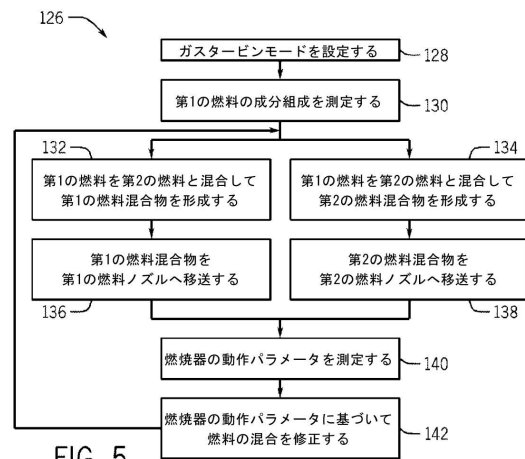 126
ガスタービンモードを設定する
128
第1の燃料の成分組成を測定する
130
132
第1の燃料を第2の燃料と混合して
第1の燃料混合物を形成する
134
第1の燃料を第2の燃料と混合して
第2の燃料混合物を形成する
第1の燃料混合物を
第1の燃料ノズルへ移送する
136
第2の燃料混合物を
第2の燃料ノズルへ移送する
138
燃焼器の動作パラメータを測定する
140
燃焼器の動作パラメータに基づいて
燃料の混合を修正する
142
FIG. 5